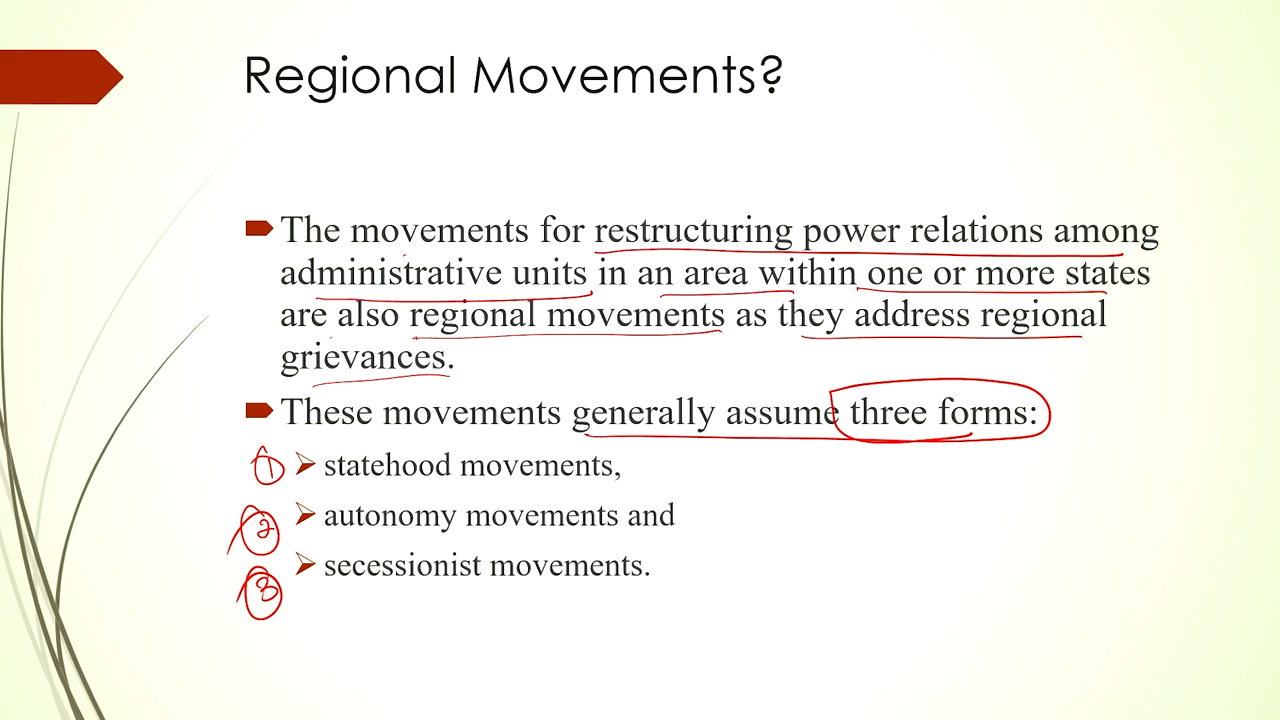 Regional Movements?
The movements for restructuring power relations among
administrative units in an area within one or more states
are also regional movements as they address regional
grievances.
These movements generally assume three forms:
1 statehood movements,
2 autonomy movements and
3 secessionist movements.